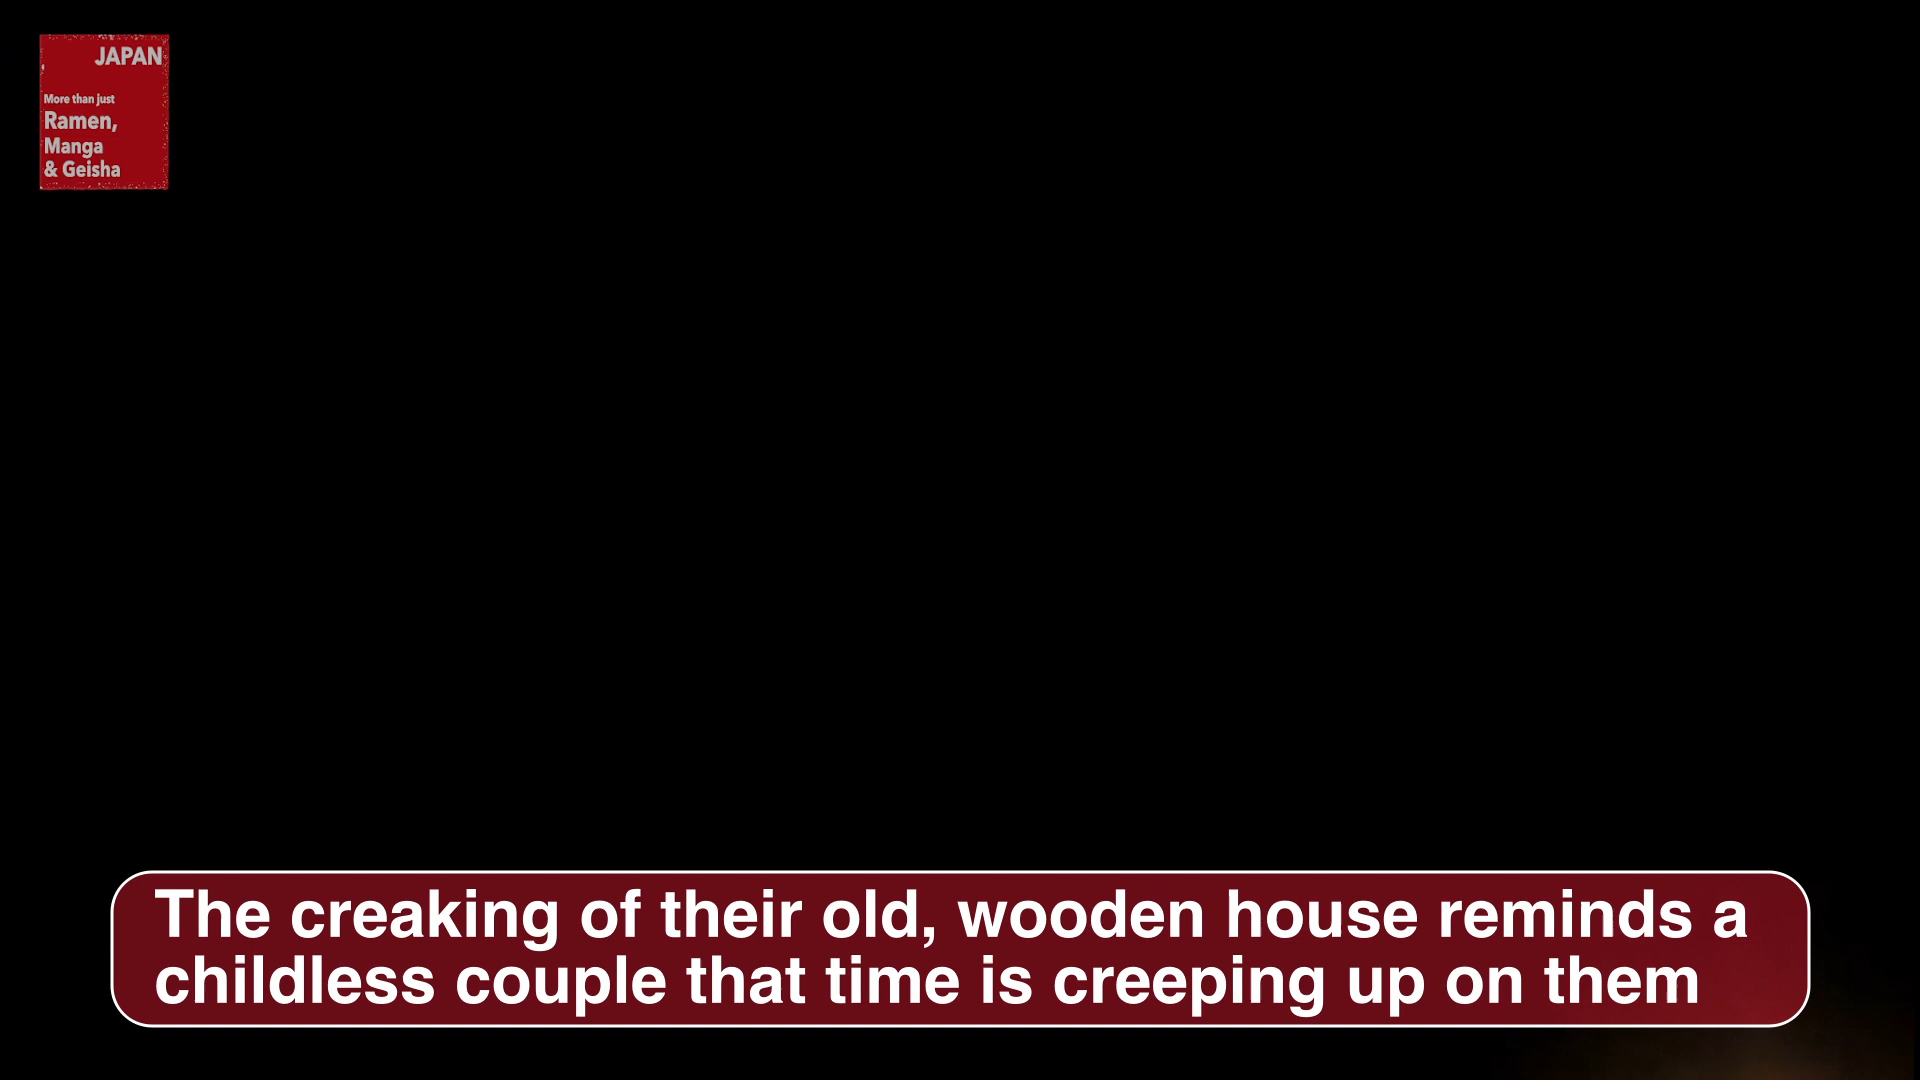 JAPAN
More than just
Ramen,
Manga
& Geisha
The creaking of their old, wooden house reminds a
childless couple that time is creeping up on them